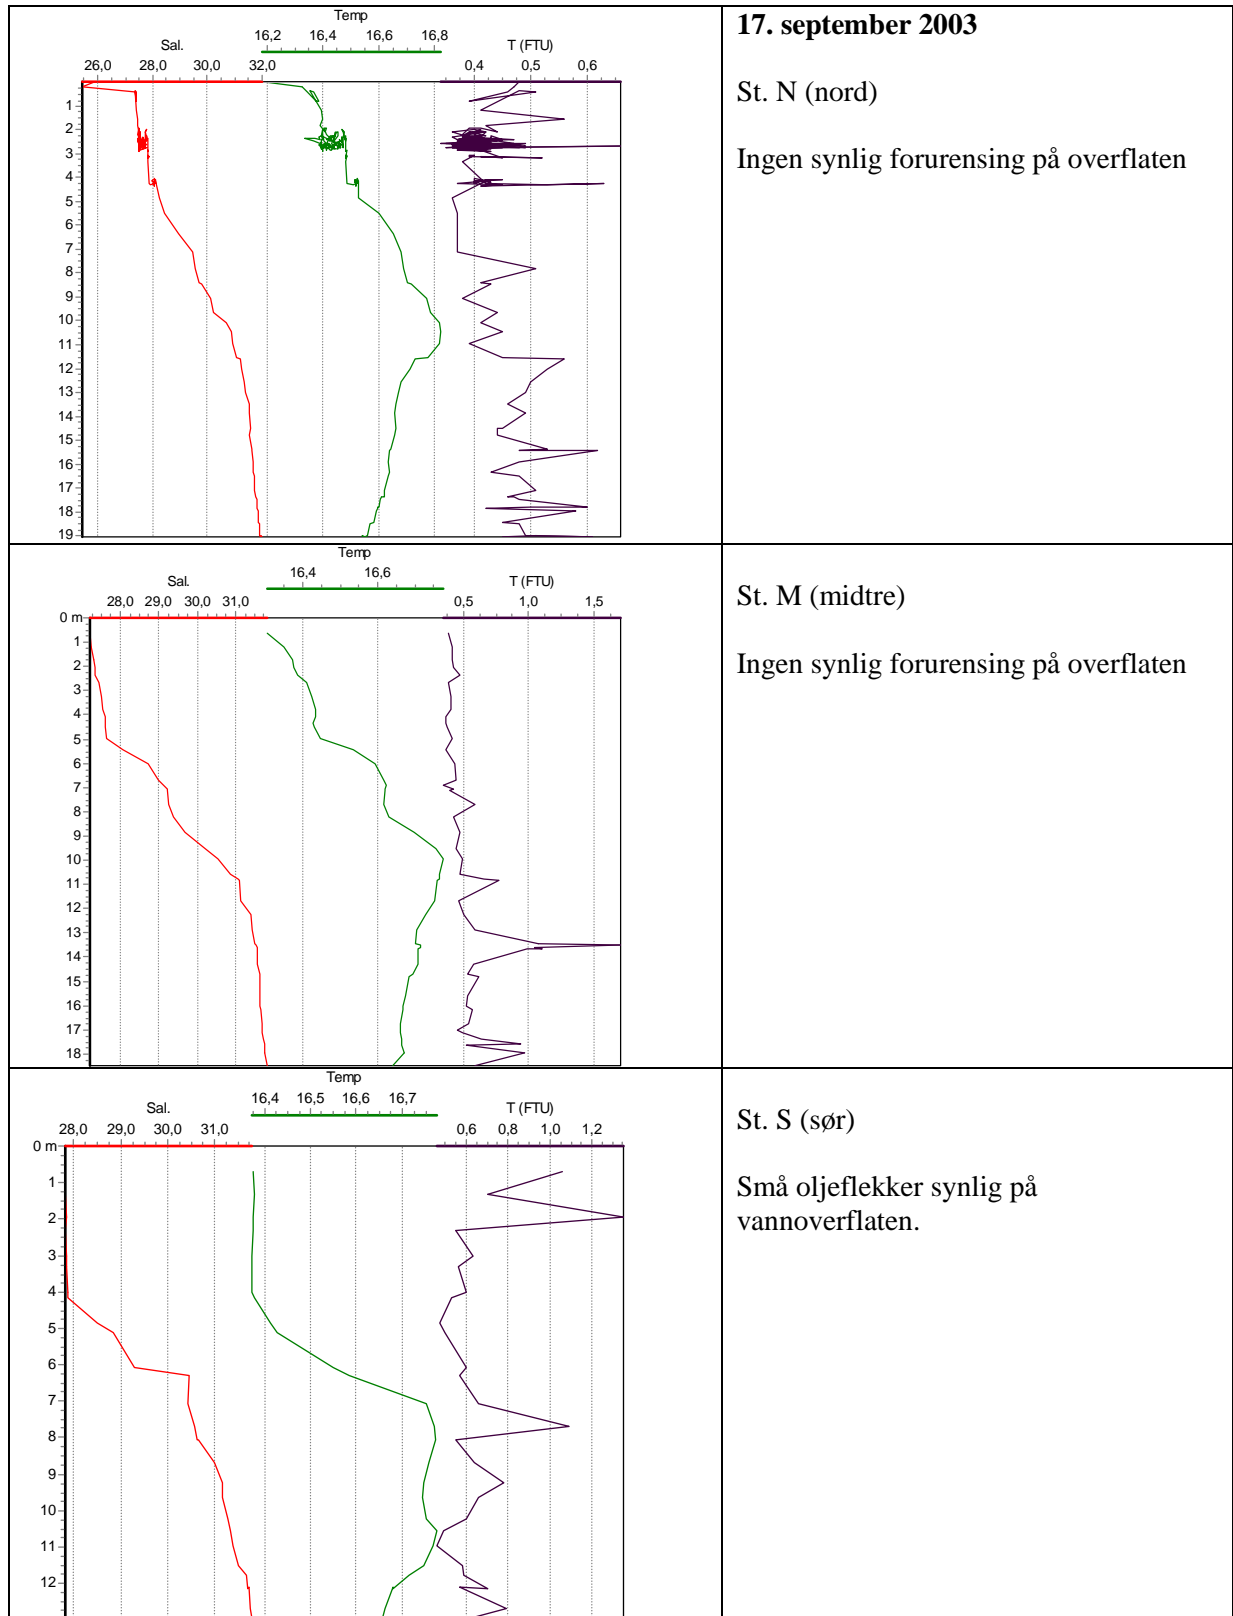 Temp
16,2 16,4 16,6 16,8
Sal.
T (FTU)
26,0 28,0 30,0 32,0
0,4 0,5 0,6
1
2
3
4
5
6
7
8
9
10
11
12
13
14
15
16
17
18
19
17. september 2003
St. N (nord)
Ingen synlig forurensing på overflaten
Temp
16,4 16,6
Sal.
T (FTU)
28,0 29,0 30,0 31,0
0,5 1,0 1,5
0 m
1
2
3
4
5
6
7
8
9
10
11
12
13
14
15
16
17
18
St. M (midtre)
Ingen synlig forurensing på overflaten
Temp
16,4 16,5 16,6 16,7
Sal.
T (FTU)
28,0 29,0 30,0 31,0
0,6 0,8 1,0 1,2
0 m
1
2
3
4
5
6
7
8
9
10
11
12
St. S (sør)
Små oljeflekker synlig på
vannoverflaten.